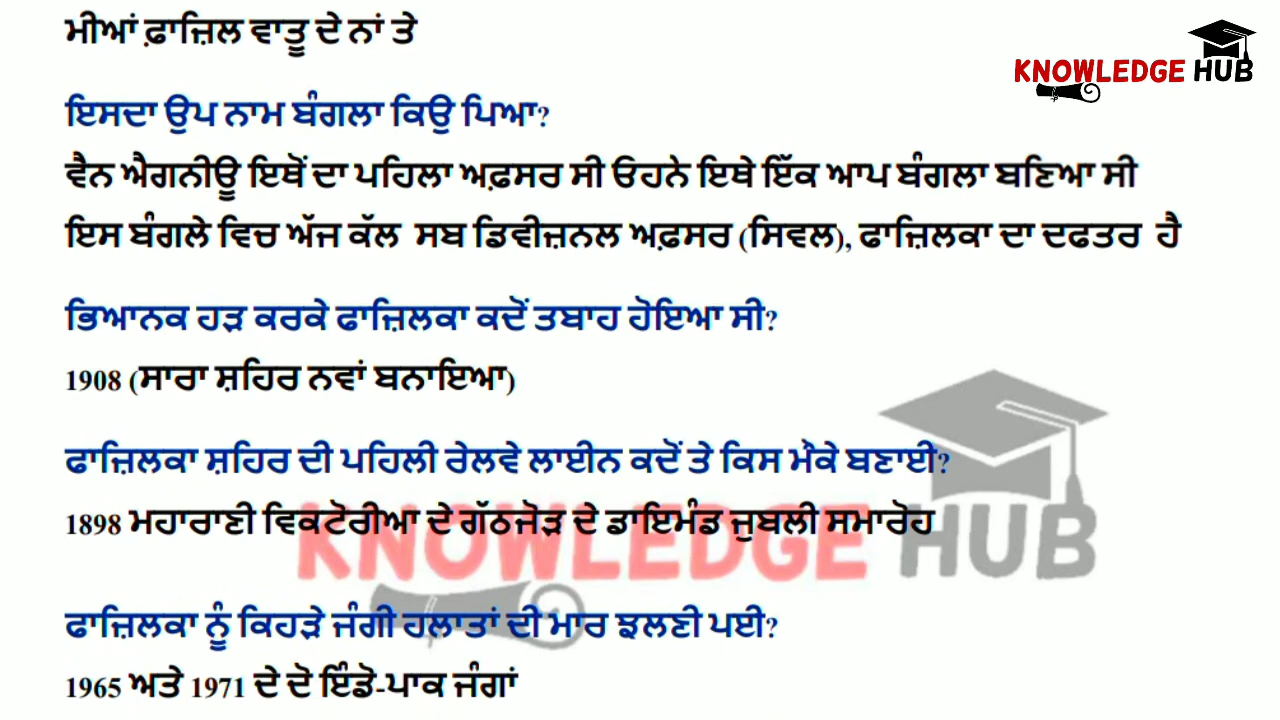 ਮੀਆਂ ਫ਼ਾਜ਼ਿਲ ਵਾਤੂ ਦੇ ਨਾਂ ਤੇ
KNOWLEDGE HUB
ਇਸਦਾ ਉਪ ਨਾਮ ਬੰਗਲਾ ਕਿਉ ਪਿਆ?
ਵੈਨ ਐਗਨੀਊ ਇਥੋਂ ਦਾ ਪਹਿਲਾ ਅਫ਼ਸਰ ਸੀ ਓਹਨੇ ਇਥੇ ਇੱਕ ਆਪ ਬੰਗਲਾ ਬਣਿਆ ਸੀ
ਇਸ ਬੰਗਲੇ ਵਿਚ ਅੱਜ ਕੱਲ ਸਬ ਡਿਵੀਜ਼ਨਲ ਅਫ਼ਸਰ (ਸਿਵਲ), ਫਾਜ਼ਿਲਕਾ ਦਾ ਦਫਤਰ ਹੈ
ਭਿਆਨਕ ਹੜ ਕਰਕੇ ਫਾਜ਼ਿਲਕਾ ਕਦੋਂ ਤਬਾਹ ਹੋਇਆ ਸੀ?
1908 (ਸਾਰਾ ਸ਼ਹਿਰ ਨਵਾਂ ਬਨਾਇਆ)
ਫਾਜ਼ਿਲਕਾ ਸ਼ਹਿਰ ਦੀ ਪਹਿਲੀ ਰੇਲਵੇ ਲਾਈਨ ਕਦੋਂ ਤੇ ਕਿਸ ਮੌਕੇ ਬਣਾਈ?
1898 ਮਹਾਰਾਣੀ ਵਿਕਟੋਰੀਆ ਦੇ ਗੱਠਜੋੜ ਦੇ ਡਾਇਮੰਡ ਜੁਬਲੀ ਸਮਾਰੋਹ
KNOWLEDGE HUB
ਫਾਜ਼ਿਲਕਾ ਨੂੰ ਕਿਹੜੇ ਜੰਗੀ ਹਲਾਤਾਂ ਦੀ ਮਾਰ ਝਲਣੀ ਪਈ?
1965 ਅਤੇ 1971 ਦੇ ਦੋ ਇੰਡੋ-ਪਾਕ ਜੰਗਾਂ